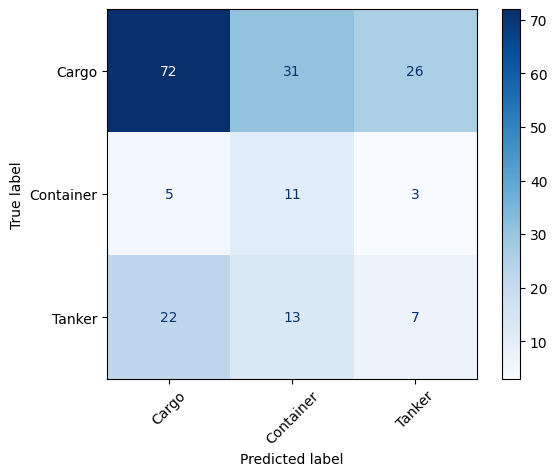 Cargo 72 31 26
Container 5 11 3
Tanker 22 13 7
Cargo Container Tanker
Predicted label
True label
70
60
50
40
30
20
10